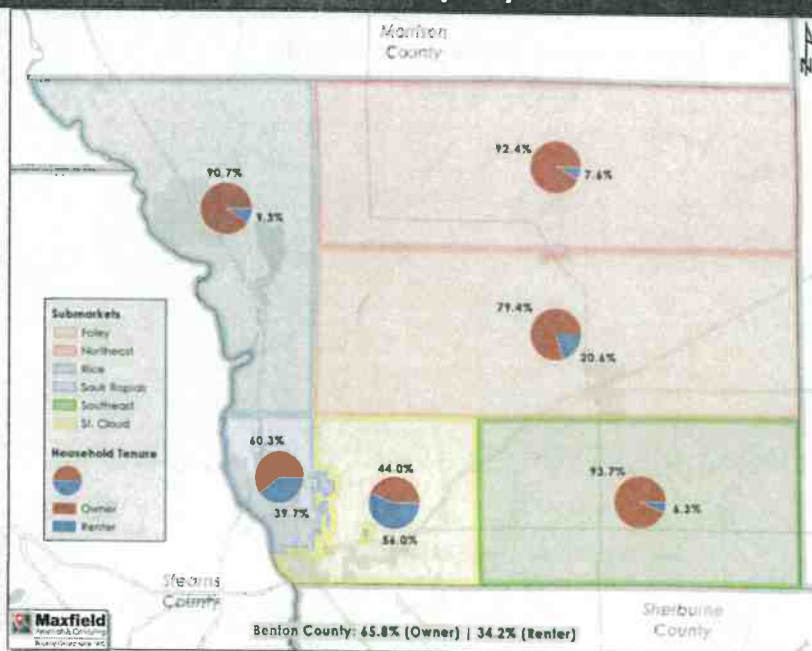 Morrison
County
90.7%
9.3%
92.4%
7.6%
79.4%
20.6%
Submarkets
Foley
Northeast
Rice
Sauk Rapids
Southeast
St. Cloud
Household Tenure
Owner
Renter
60.3%
39.7%
44.0%
56.0%
93.7%
6.3%
Stearns
County
Sherburne
County
Maxfield
Research & Consulting
Benton County: 65.8% (Owner) | 34.2% (Renter)
N